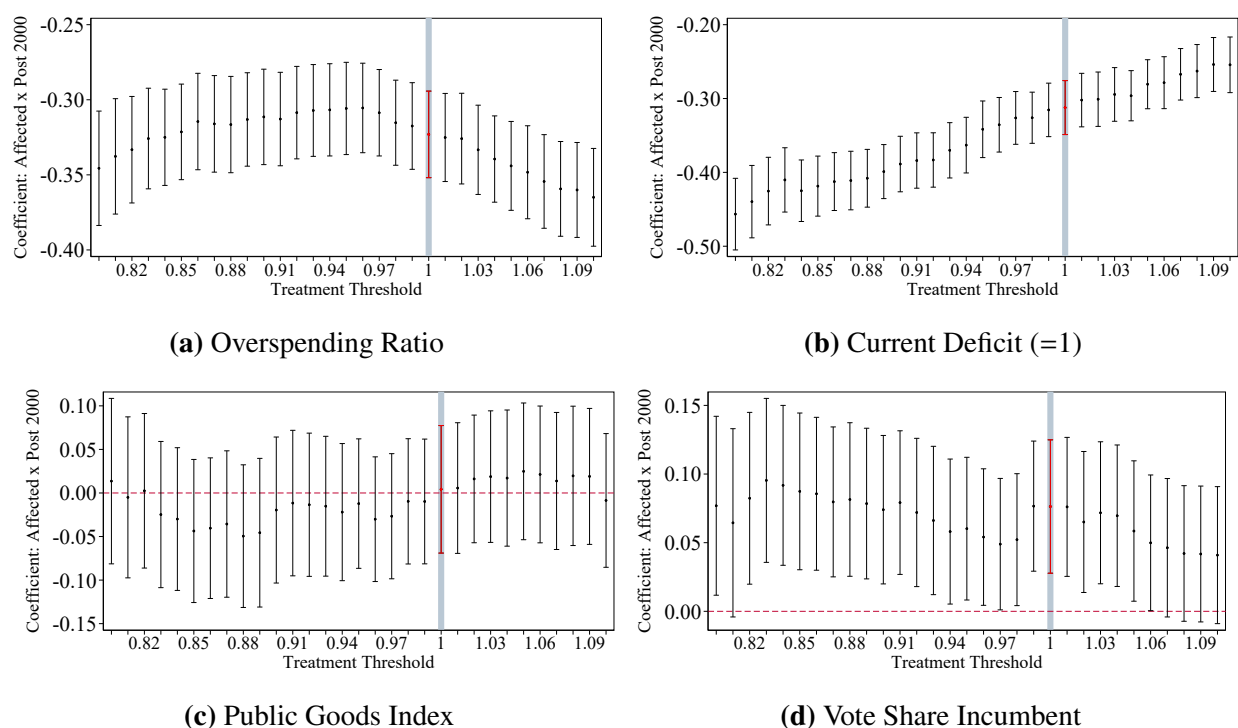 Coefficient: Affected x Post 2000
-0.25
-0.30
-0.35
-0.40
0.82 0.85 0.88 0.91 0.94 0.97 1 1.03 1.06 1.09
Treatment Threshold
(a) Overspending Ratio
Coefficient: Affected x Post 2000
-0.20
-0.30
-0.40
-0.50
0.82 0.85 0.88 0.91 0.94 0.97 1 1.03 1.06 1.09
Treatment Threshold
(b) Current Deficit (=1)
Coefficient: Affected x Post 2000
0.10
0.05
0.00
-0.05
-0.10
-0.15
0.82 0.85 0.88 0.91 0.94 0.97 1 1.03 1.06 1.09
Treatment Threshold
(c) Public Goods Index
Coefficient: Affected x Post 2000
0.15
0.10
0.05
0.00
0.82 0.85 0.88 0.91 0.94 0.97 1 1.03 1.06 1.09
Treatment Threshold
(d) Vote Share Incumbent